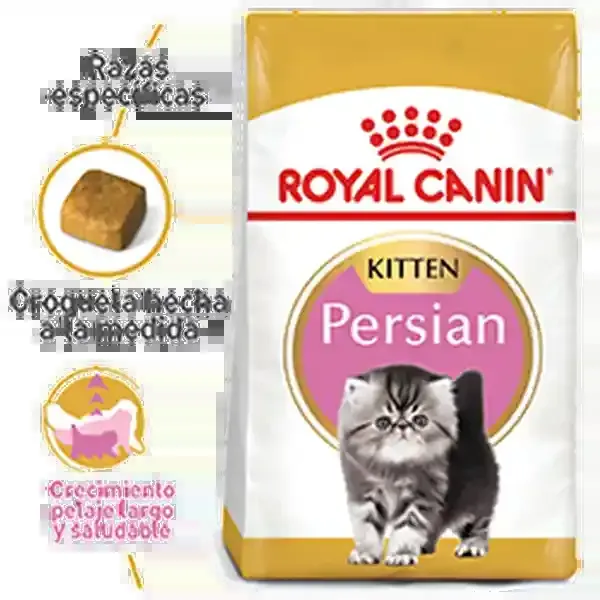 Razas
específicas
Croqueta hecha
a la medida
Crecimiento
pelaje largo
y saludable
ROYAL CANIN
KITTEN
Persian